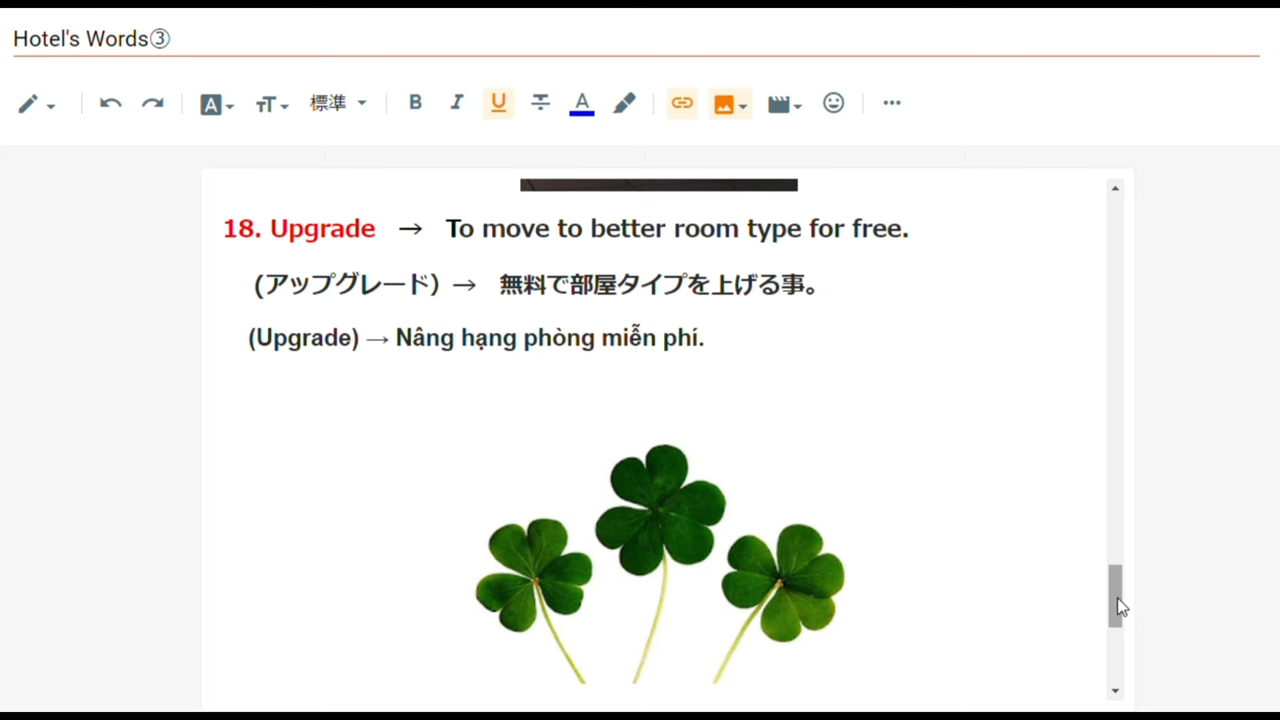 Hotel's Words③
標準
18. Upgrade → To move to better room type for free.
(アップグレード）→ 無料で部屋タイプを上げる事。
(Upgrade) → Nâng hạng phòng miễn phí.